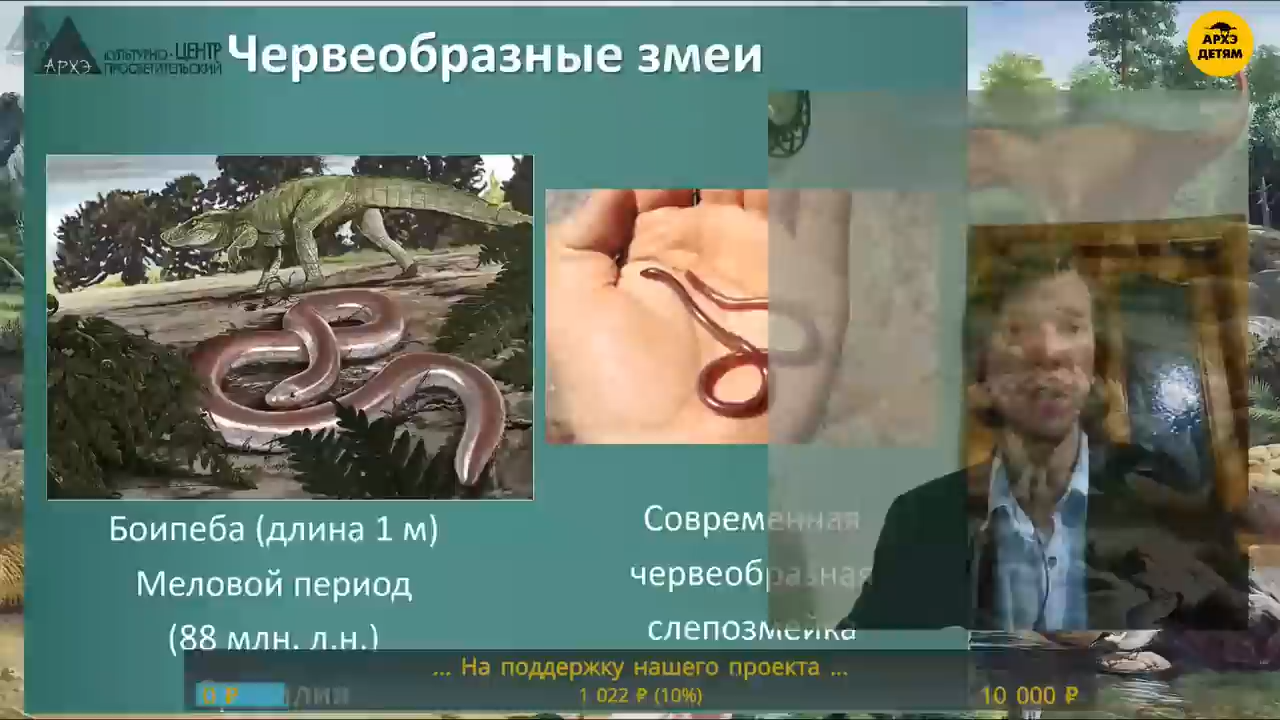 АРХЭ
КУЛЬТУРНО-ЦЕНТР
ПРОСВЕТИТЕЛЬСКИЙ
Червеобразные змеи
АРХЭ
ДЕТЯМ
Боипеба (длина 1 м)
Меловой период
(88 млн. л.н.)
Современная
червеобразная
слепозмейка
... На поддержку нашего проекта ...
0 ₽
1 022 ₽ (10%)
10 000 ₽